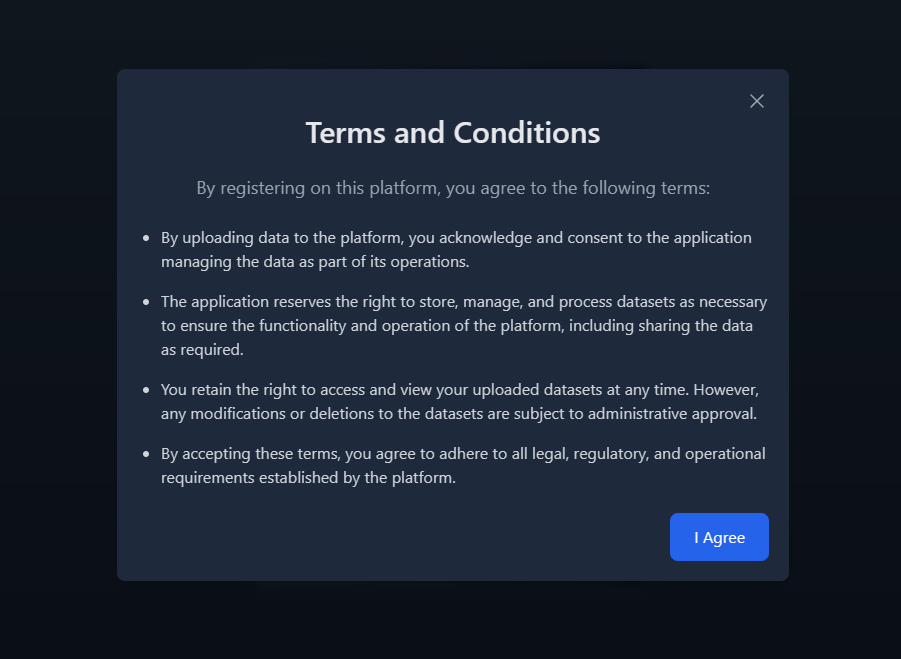 Terms and Conditions
By registering on this platform, you agree to the following terms:
• By uploading data to the platform, you acknowledge and consent to the application
managing the data as part of its operations.
• The application reserves the right to store, manage, and process datasets as necessary
to ensure the functionality and operation of the platform, including sharing the data
as required.
• You retain the right to access and view your uploaded datasets at any time. However,
any modifications or deletions to the datasets are subject to administrative approval.
• By accepting these terms, you agree to adhere to all legal, regulatory, and operational
requirements established by the platform.
I Agree